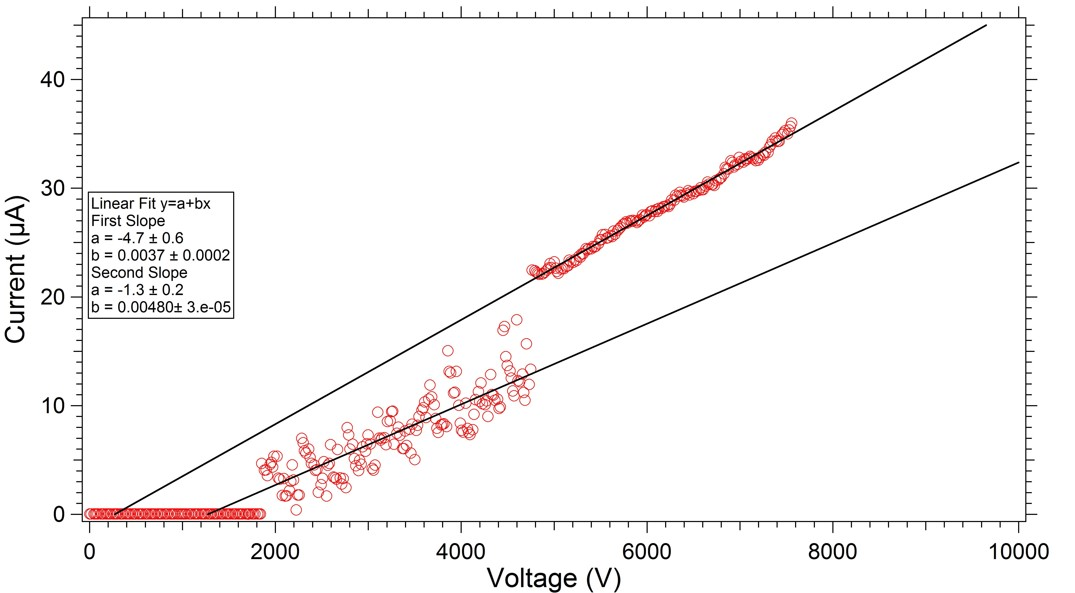 40
30
20
10
0
Current (µA)
Linear Fit y=a+bx
First Slope
a = -4.7 ± 0.6
b = 0.0037 ± 0.0002
Second Slope
a = -1.3 ± 0.2
b = 0.00480± 3.e-05
0 2000 4000 6000 8000 10000
Voltage (V)